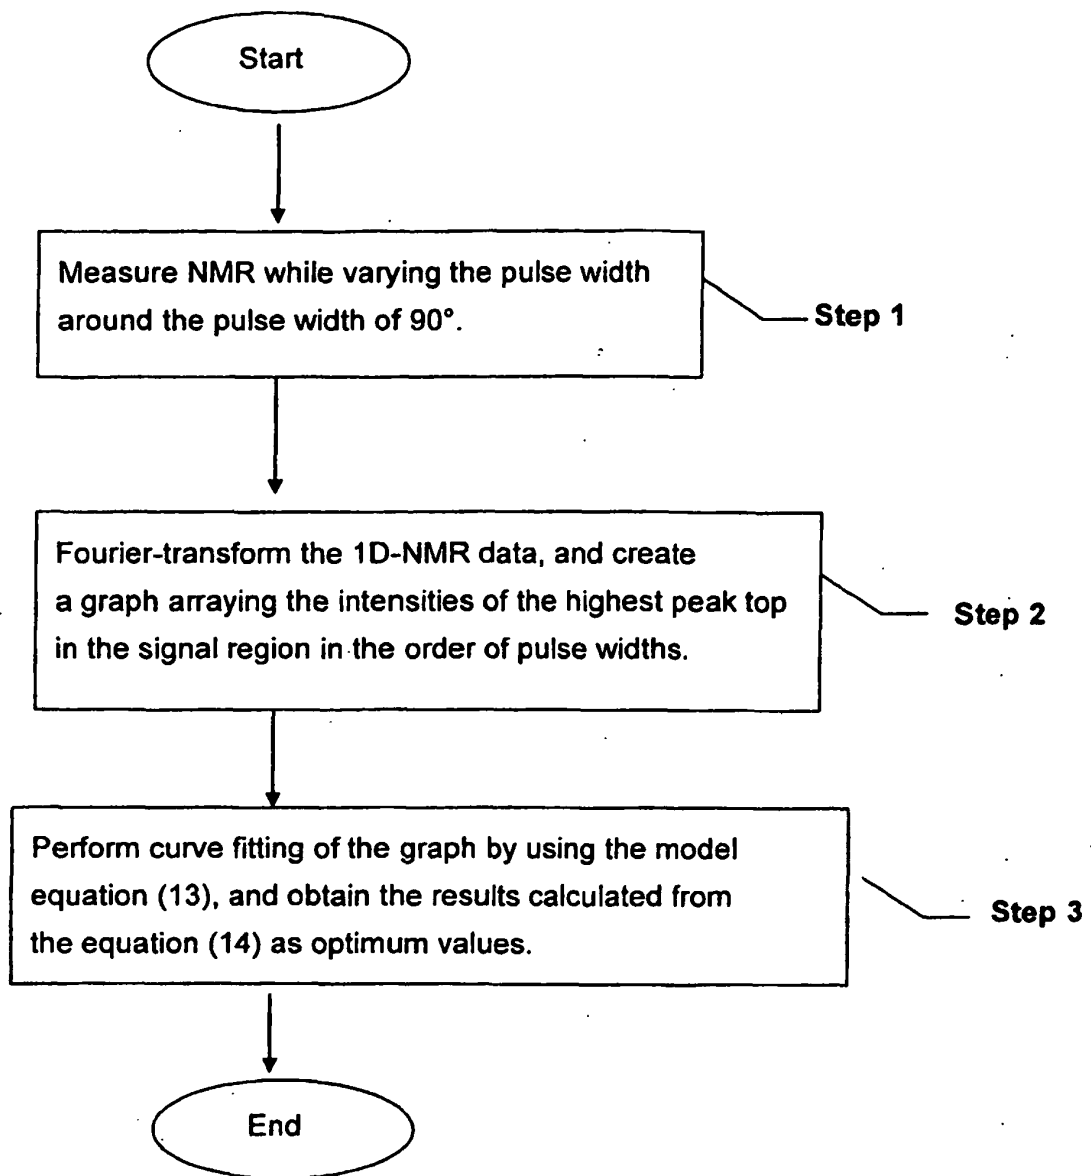 Start
Measure NMR while varying the pulse width
around the pulse width of 90°.
Step 1
Fourier-transform the 1D-NMR data, and create
a graph arraying the intensities of the highest peak top
in the signal region in the order of pulse widths.
Step 2
Perform curve fitting of the graph by using the model
equation (13), and obtain the results calculated from
the equation (14) as optimum values.
Step 3
End